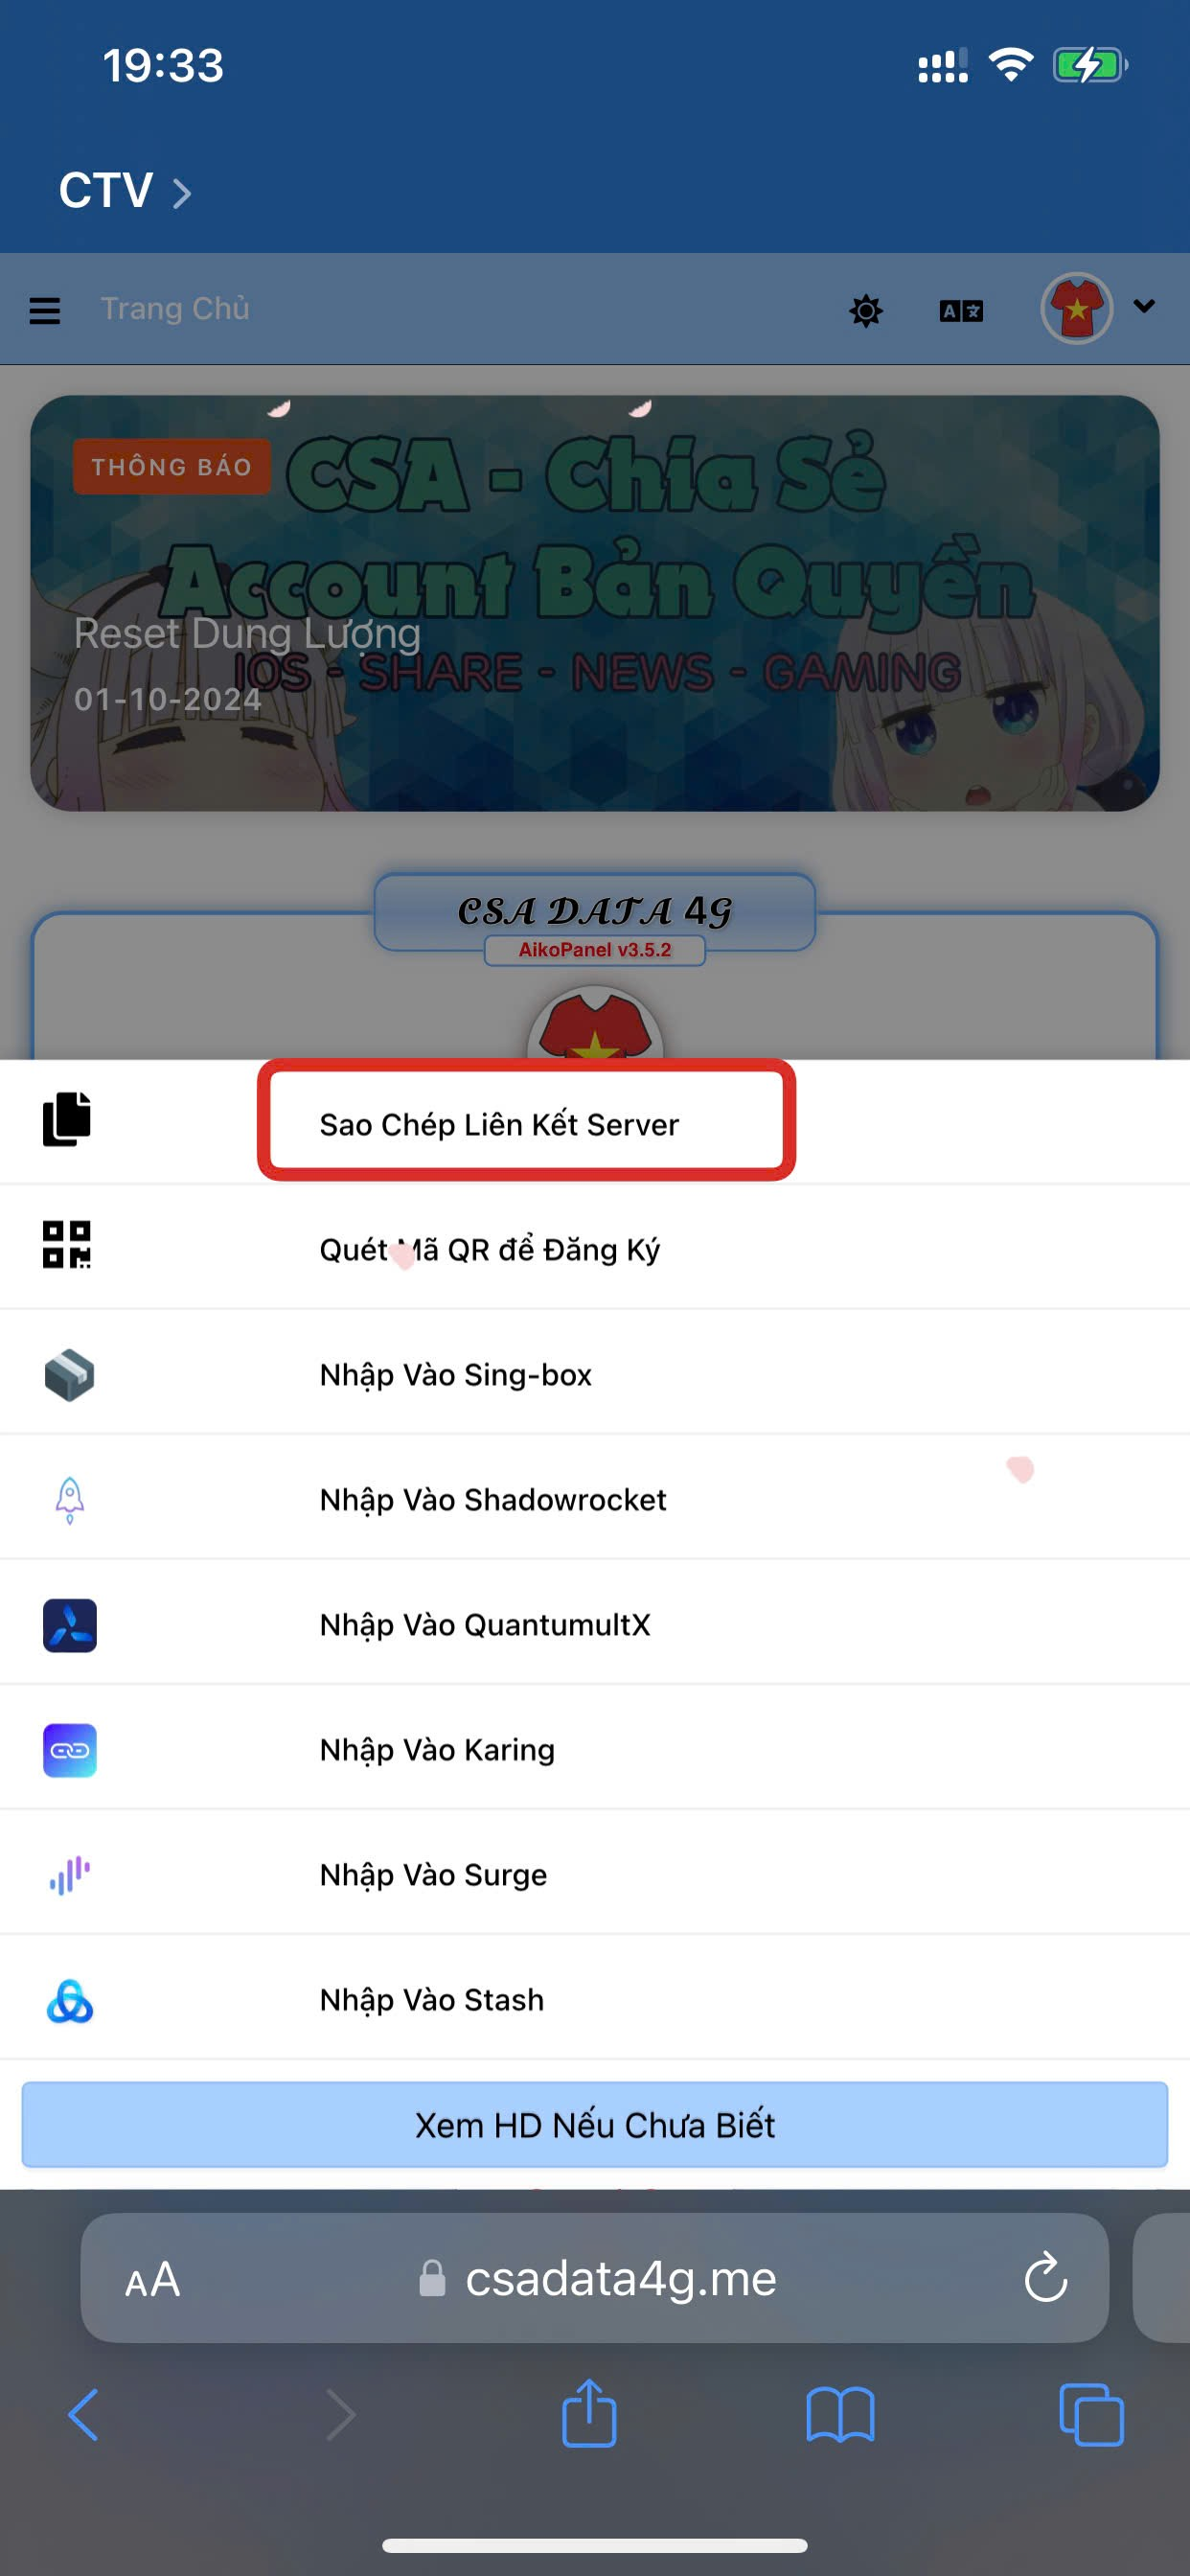 19:33
CTV
Trang Chủ
THÔNG BÁO
CSA - Chia Sẻ
Account Bản Quyền
Reset Dung Lượng
IOS - SHARE - NEWS - GAMING
01-10-2024
CSA DATA 4G
AikoPanel v3.5.2
Sao Chép Liên Kết Server
Quét Mã QR để Đăng Ký
Nhập Vào Sing-box
Nhập Vào Shadowrocket
Nhập Vào QuantumultX
Nhập Vào Karing
Nhập Vào Surge
Nhập Vào Stash
Xem HD Nếu Chưa Biết
AA
csadata4g.me